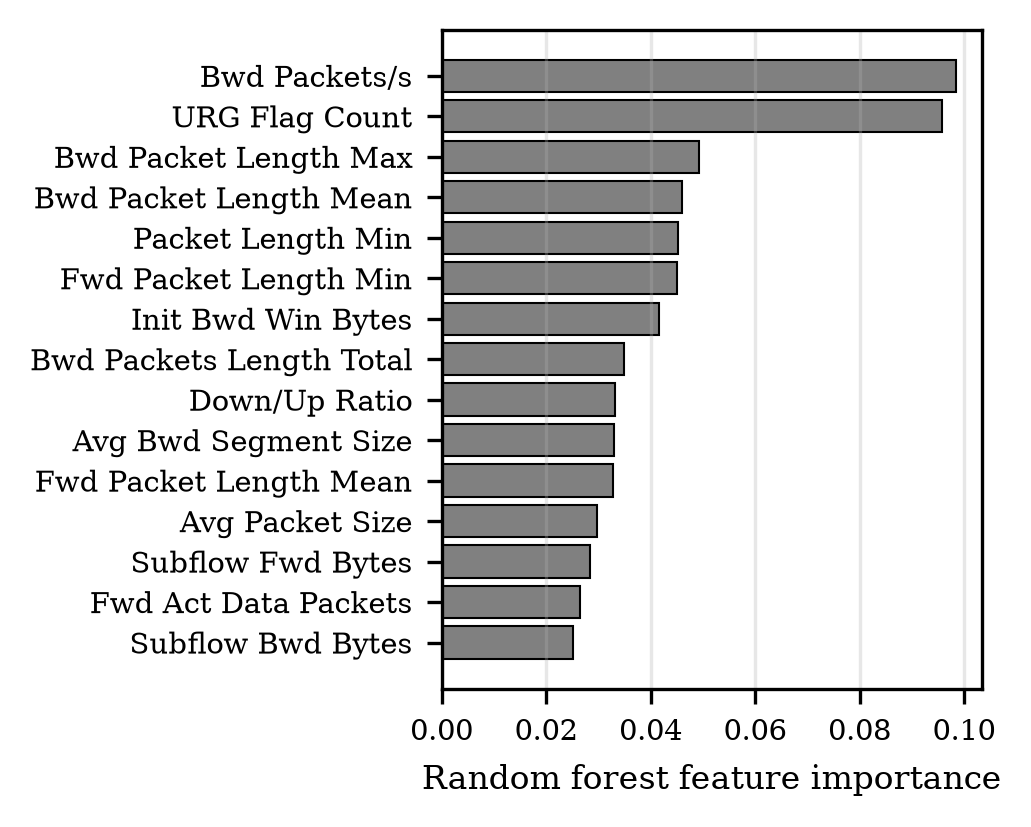 Bwd Packets/s
URG Flag Count
Bwd Packet Length Max
Bwd Packet Length Mean
Packet Length Min
Fwd Packet Length Min
Init Bwd Win Bytes
Bwd Packets Length Total
Down/Up Ratio
Avg Bwd Segment Size
Fwd Packet Length Mean
Avg Packet Size
Subflow Fwd Bytes
Fwd Act Data Packets
Subflow Bwd Bytes
0.00 0.02 0.04 0.06 0.08 0.10
Random forest feature importance